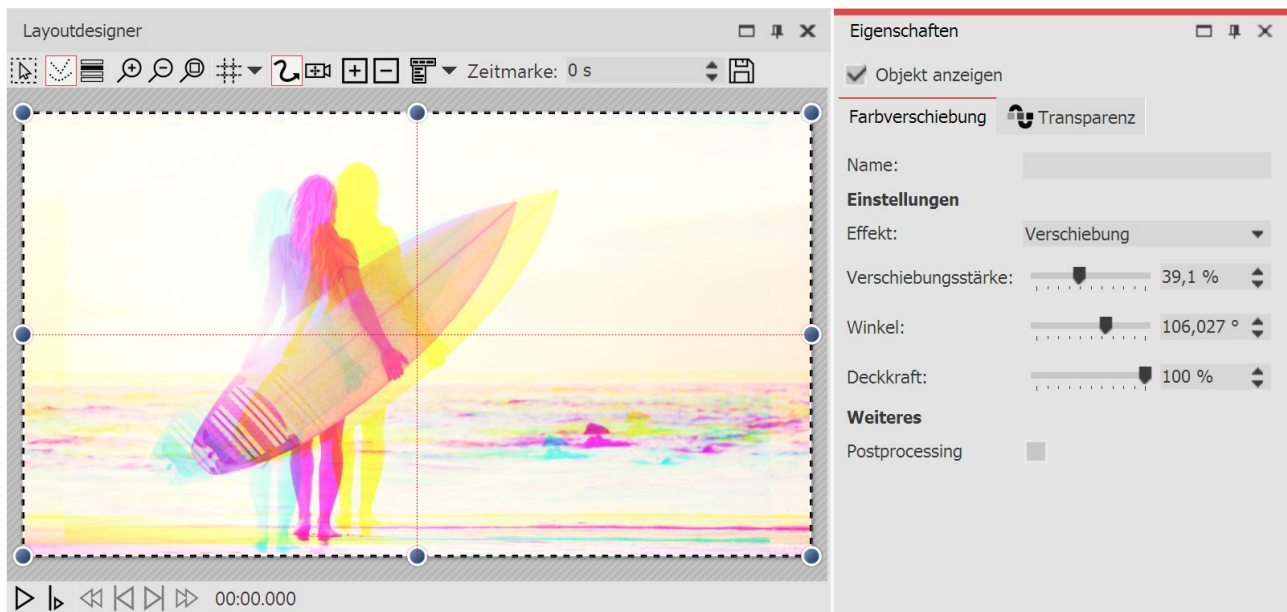 Layoutdesigner
Zeitmarke: 0 s
00:00.000
Eigenschaften
Objekt anzeigen
Farbverschiebung Transparenz
Name:
Einstellungen
Effekt: Verschiebung
Verschiebungsstärke: 39,1 %
Winkel: 106,027 °
Deckkraft: 100 %
Weiteres
Postprocessing